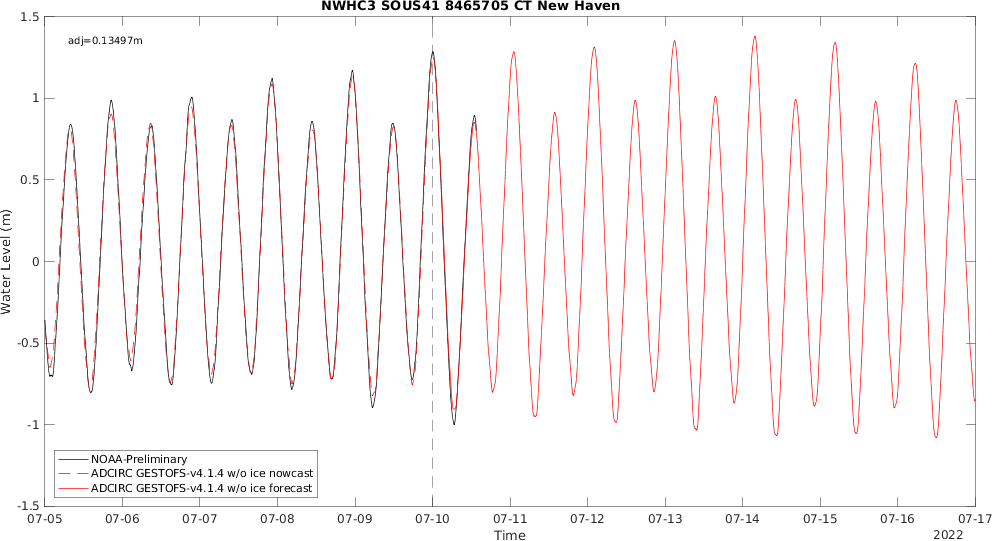 NWHC3 SOUS41 8465705 CT New Haven
1.5
adj=0.13497m
1
0.5
0
-0.5
-1
-1.5
Water Level (m)
NOAA-Preliminary
ADCIRC GESTOFS-v4.1.4 w/o ice nowcast
ADCIRC GESTOFS-v4.1.4 w/o ice forecast
07-05 07-06 07-07 07-08 07-09 07-10 07-11 07-12 07-13 07-14 07-15 07-16 07-17
Time
2022